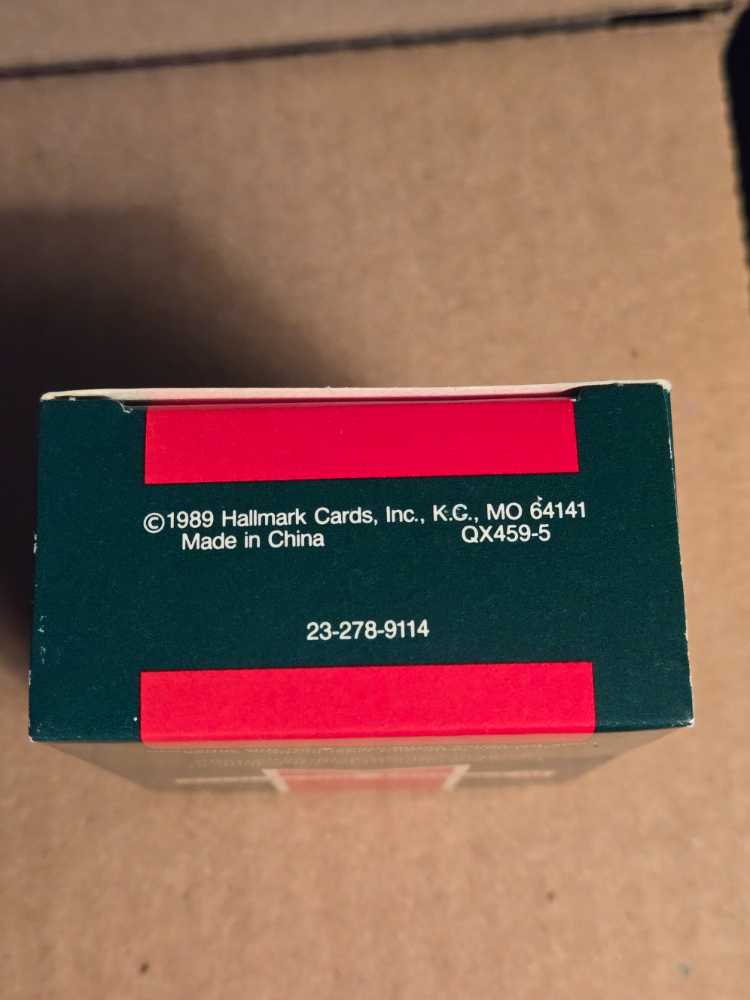 ©1989 Hallmark Cards, Inc., K.C., MO 64141
Made in China QX459-5
23-278-9114